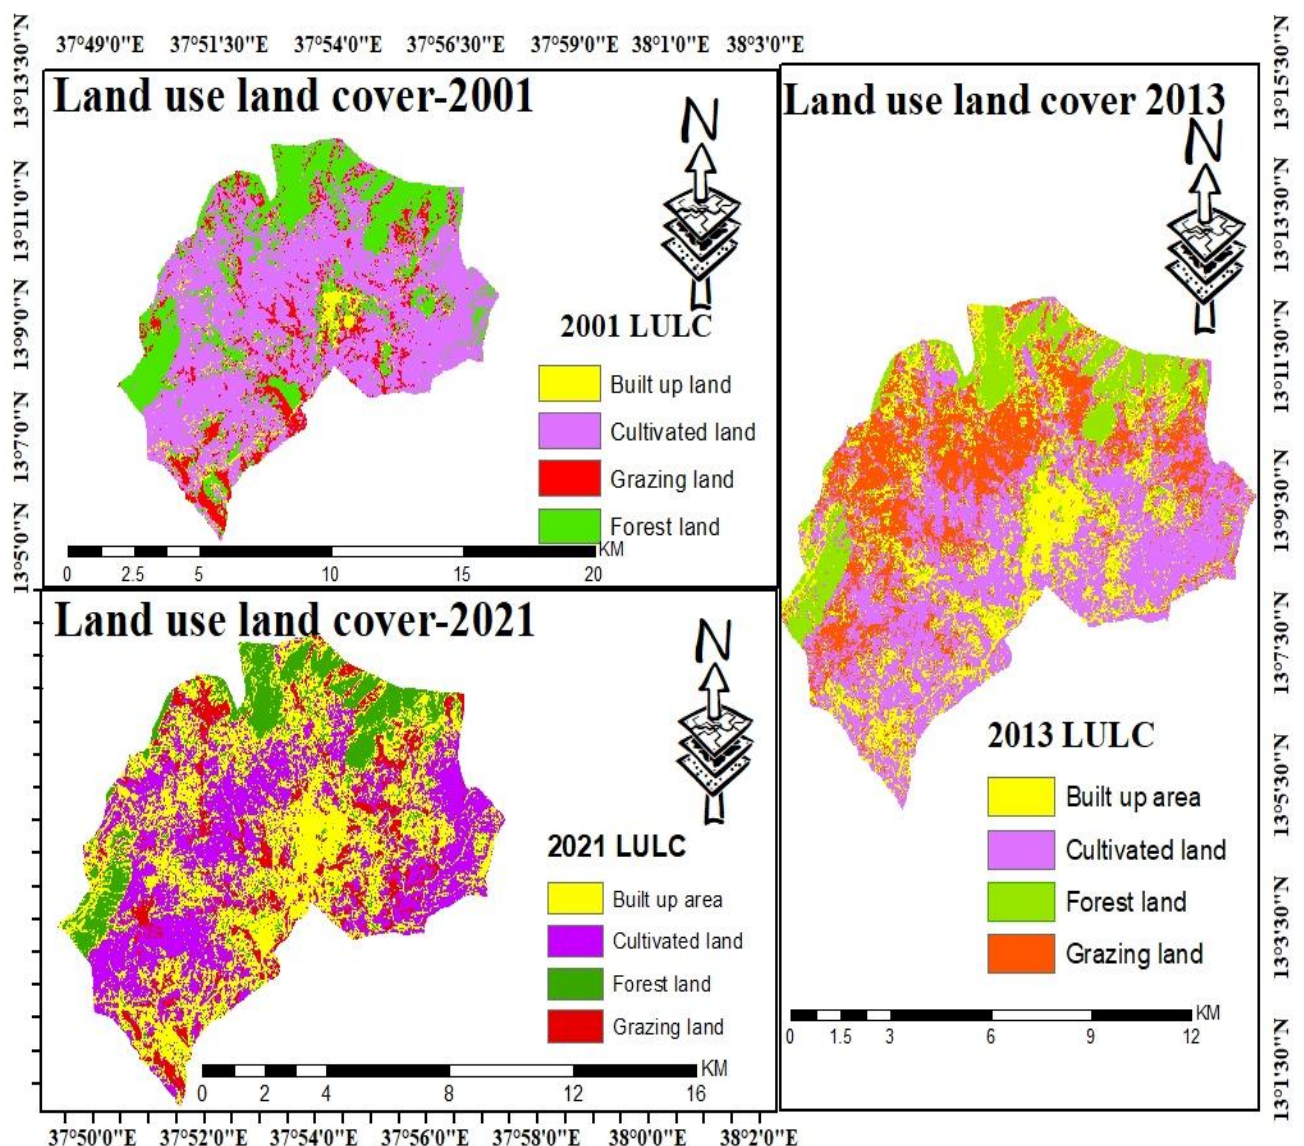 37°49'0"E 37°51'30"E 37°54'0"E 37°56'30"E 37°59'0"E 38°1'0"E 38°3'0"E
13°13'30"N
13°11'0"N
13°9'0"N
13°7'0"N
13°5'0"N
Land use land cover-2001
N
2001 LULC
Built up land
Cultivated land
Grazing land
Forest land
KM
0 2.5 5 10 15 20
Land use land cover-2021
N
2021 LULC
Built up area
Cultivated land
Forest land
Grazing land
KM
0 2 4 8 12 16
37°50'0"E 37°52'0"E 37°54'0"E 37°56'0"E 37°58'0"E 38°0'0"E 38°2'0"E
Land use land cover 2013
N
2013 LULC
Built up area
Cultivated land
Forest land
Grazing land
KM
0 1.5 3 6 9 12
13°15'30"N
13°13'30"N
13°11'30"N
13°9'30"N
13°7'30"N
13°5'30"N
13°3'30"N
13°1'30"N